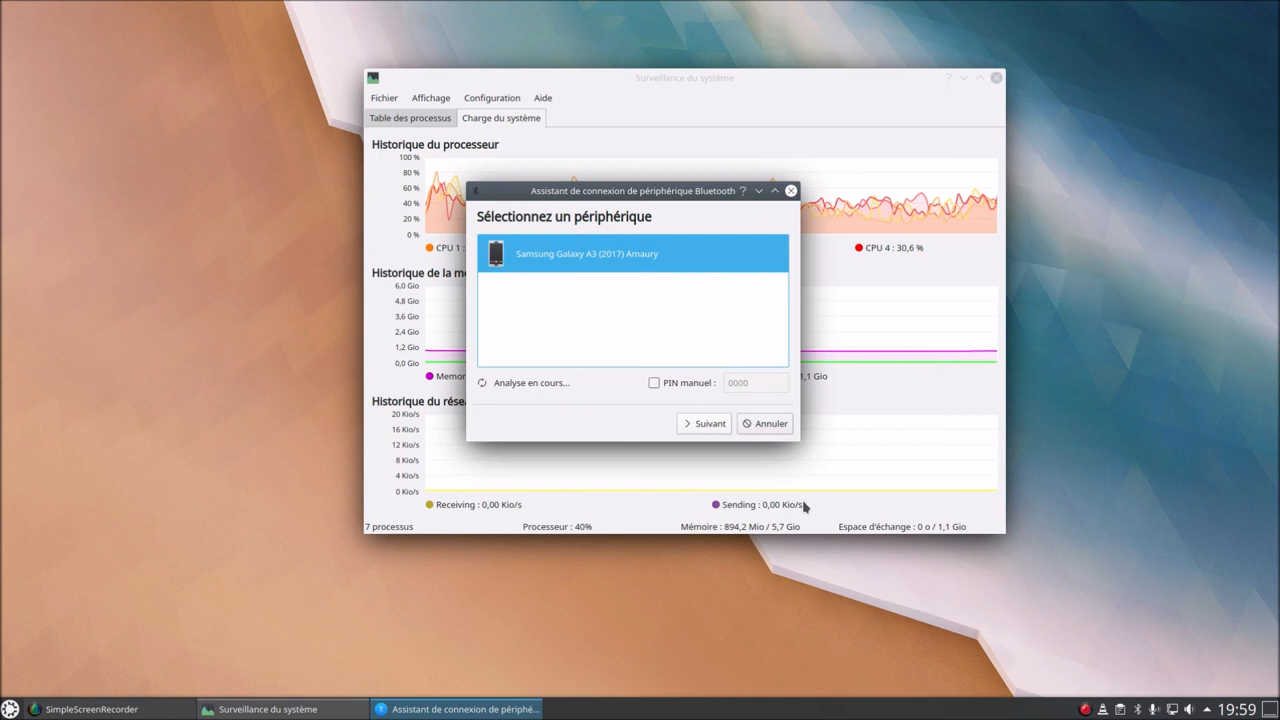 Surveillance du système
Fichier Affichage Configuration Aide
Table des processus Charge du système
Historique du processeur
100 %
80 %
60 %
40 %
20 %
0 %
CPU 1 :
CPU 4 : 30,6 %
Assistant de connexion de périphérique Bluetooth
Sélectionnez un périphérique
Samsung Galaxy A3 (2017) Amaury
Analyse en cours...
PIN manuel :
0000
Suivant
Annuler
Historique de la m
6,0 Gio
4,8 Gio
3,6 Gio
2,4 Gio
1,2 Gio
0,0 Gio
Memor
1,1 Gio
Historique du rése
20 Kio/s
16 Kio/s
12 Kio/s
8 Kio/s
4 Kio/s
0 Kio/s
Receiving : 0,00 Kio/s
Sending : 0,00 Kio/s
7 processus
Processeur : 40%
Mémoire : 894,2 Mio / 5,7 Gio
Espace d'échange : 0 o / 1,1 Gio
SimpleScreenRecorder
Surveillance du système
Assistant de connexion de périphé...
19:59